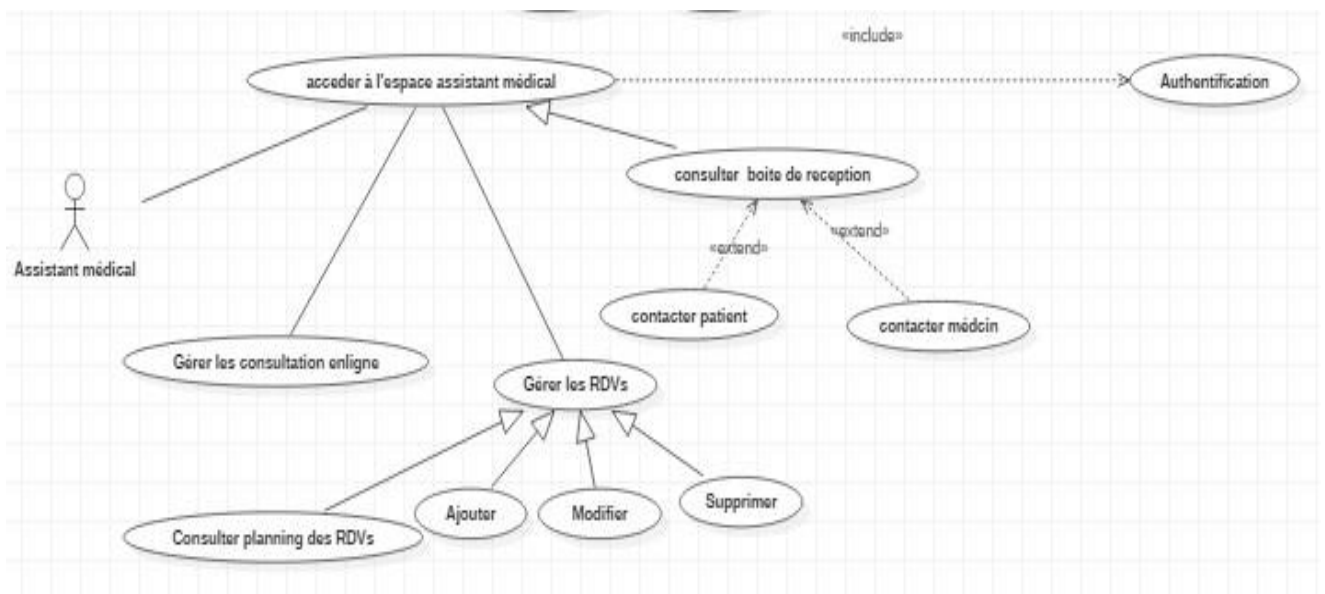 «include»
acceder à l'espace assistant médical
Authentification
consulter boite de reception
«extend»
«extend»
Assistant médical
contacter patient
contacter médcin
Gérer les consultation enligne
Gérer les RDVs
Supprimer
Ajouter
Modifier
Consulter planning des RDVs